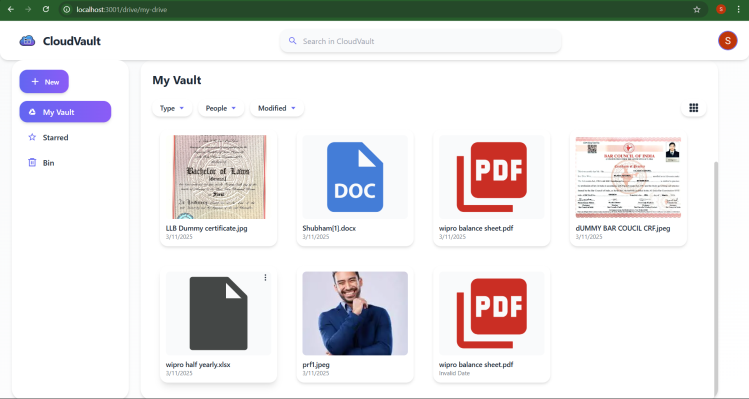 localhost:3001/drive/my-drive
S
CloudVault
Search in CloudVault
S
New
My Vault
Starred
Bin
My Vault
Type
People
Modified
Bachelor of Laws
DOC
PDF
BAR COUNCIL OF INDIA
LLB Dummy certificate.jpg
3/11/2025
Shubham[1].docx
3/11/2025
wipro balance sheet.pdf
3/11/2025
dUMMY BAR COUCIL CRF.jpeg
3/11/2025
PDF
wipro half yearly.xlsx
3/11/2025
prf1.jpeg
3/11/2025
wipro balance sheet.pdf
Invalid Date